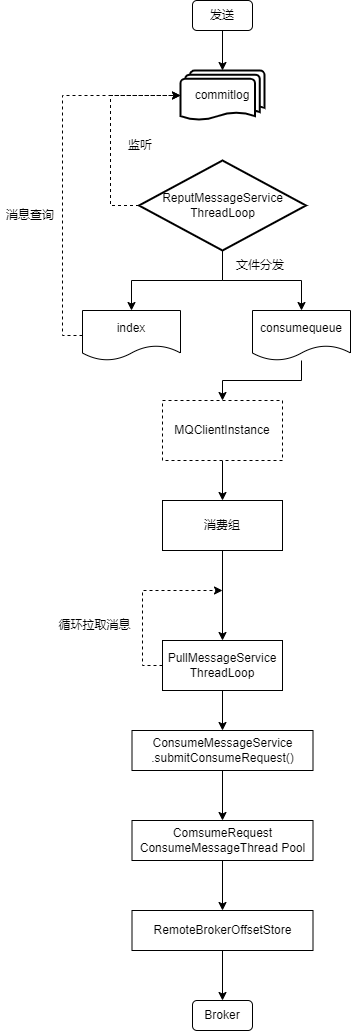 发送
commitlog
监听
消息查询
ReputMessageService
ThreadLoop
文件分发
index
consumequeue
MQClientInstance
消费组
循环拉取消息
PullMessageService
ThreadLoop
ConsumeMessageService
.submitConsumeRequest()
ComsumeRequest
ConsumeMessageThread Pool
RemoteBrokerOffsetStore
Broker